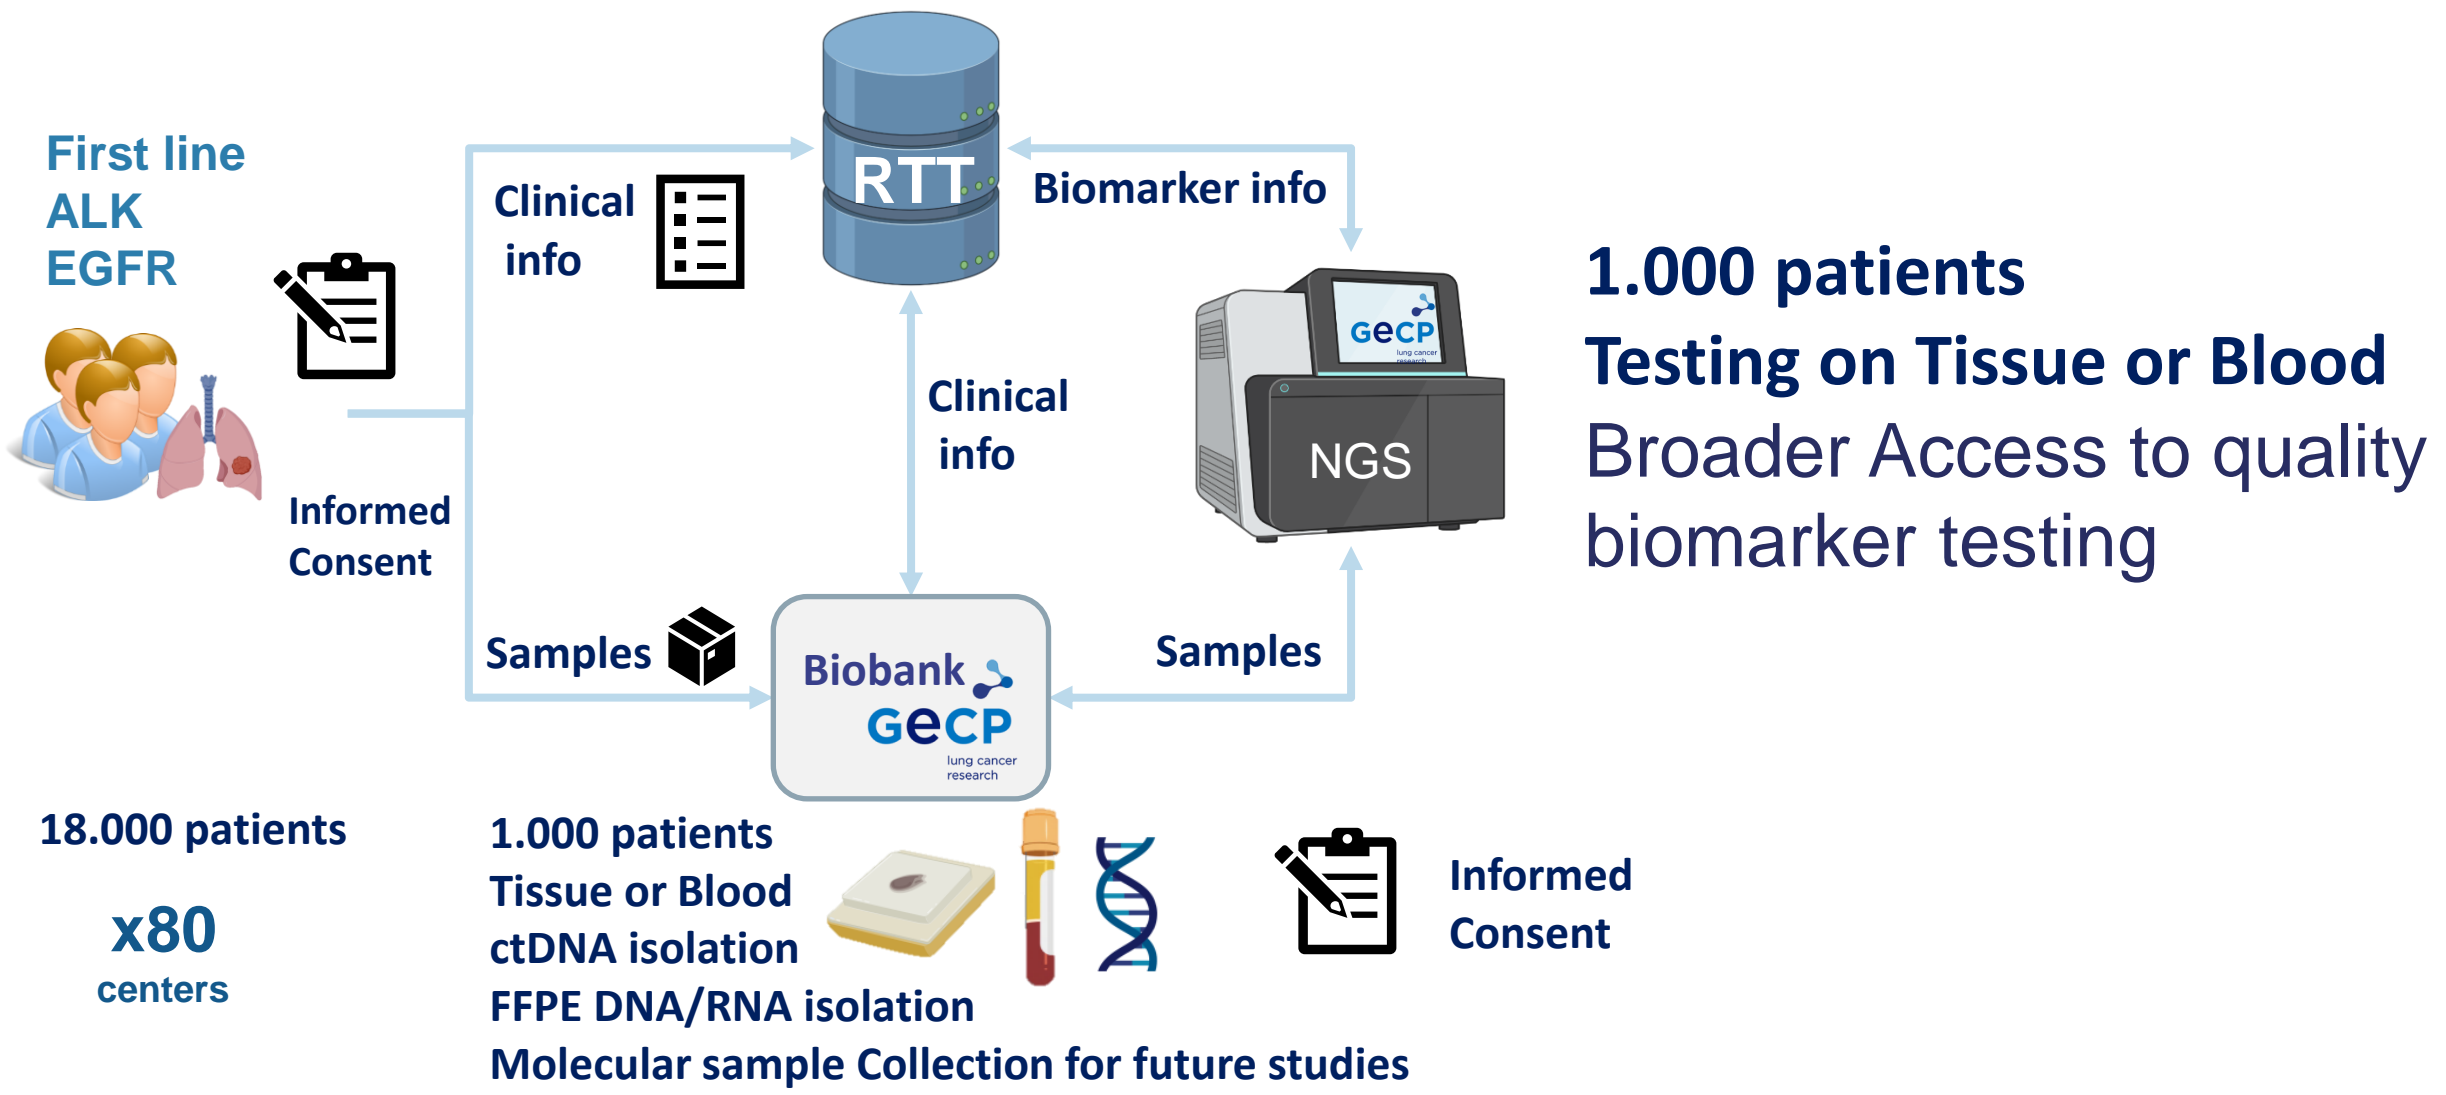 First line
ALK
EGFR
Informed
Consent
Clinical
info
RTT
Biomarker info
Clinical
info
GeCP
lung cancer
research
NGS
Samples
Samples
Biobank
GeCP
lung cancer
research
1.000 patients
Testing on Tissue or Blood
Broader Access to quality
biomarker testing
18.000 patients
x80
centers
1.000 patients
Tissue or Blood
ctDNA isolation
FFPE DNA/RNA isolation
Molecular sample Collection for future studies
Informed
Consent